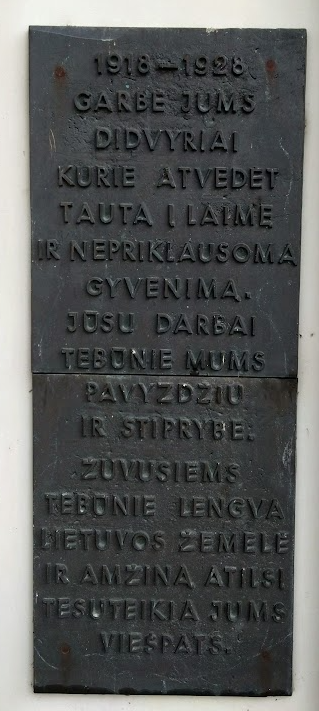 1918–1928
GARBĖ JUMS
DIDVYRIAI
KURIE ATVEDĖT
TAUTĄ Į LAIMĘ
IR NEPRIKLAUSOMĄ
GYVENIMĄ.
JŪSŲ DARBAI
TEBŪNIE MUMS
PAVYZDŽIU
IR STIPRYBE.
ŽUVUSIEMS
TEBŪNIE LENGVA
LIETUVOS ŽEMELĖ
IR AMŽINĄ ATILSĮ
TESUTEIKIA JUMS
VIEŠPATS.